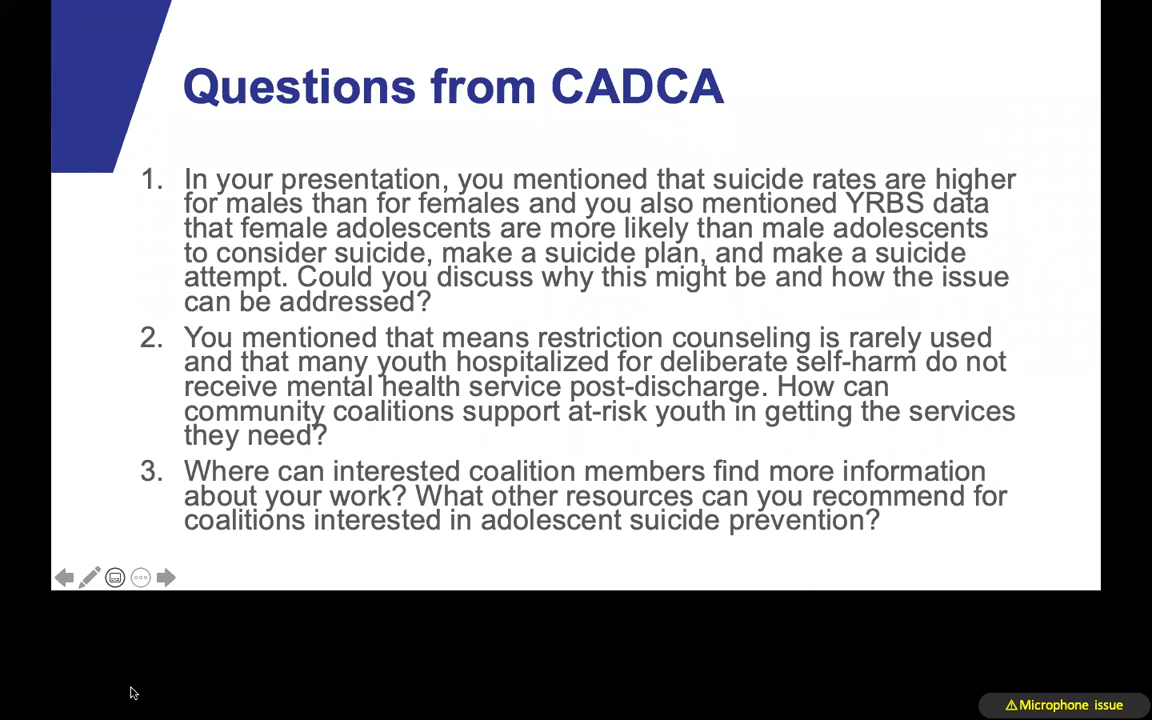 Questions from CADCA
1. In your presentation, you mentioned that suicide rates are higher
for males than for females and you also mentioned YRBS data
that female adolescents are more likely than male adolescents
to consider suicide, make a suicide plan, and make a suicide
attempt. Could you discuss why this might be and how the issue
can be addressed?
2. You mentioned that means restriction counseling is rarely used
and that many youth hospitalized for deliberate self-harm do not
receive mental health service post-discharge. How can
community coalitions support at-risk youth in getting the services
they need?
3. Where can interested coalition members find more information
about your work? What other resources can you recommend for
coalitions interested in adolescent suicide prevention?
Microphone issue